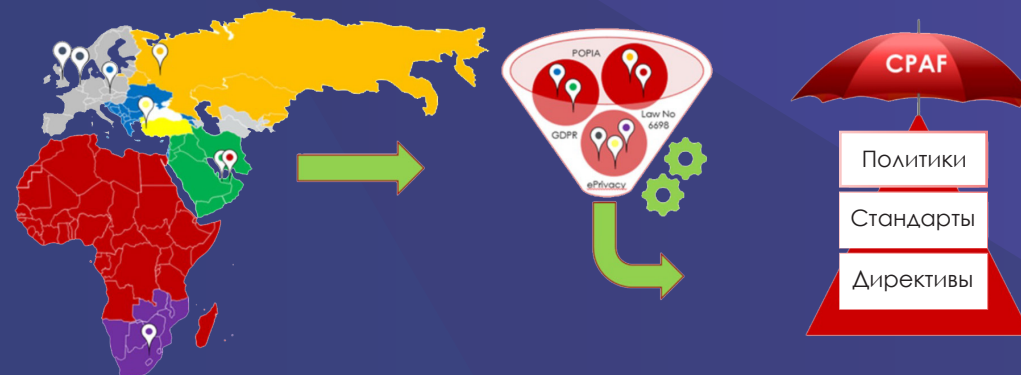 POPIA
Law No
6698
GDPR
ePrivacy
CPAF
Политики
Стандарты
Директивы